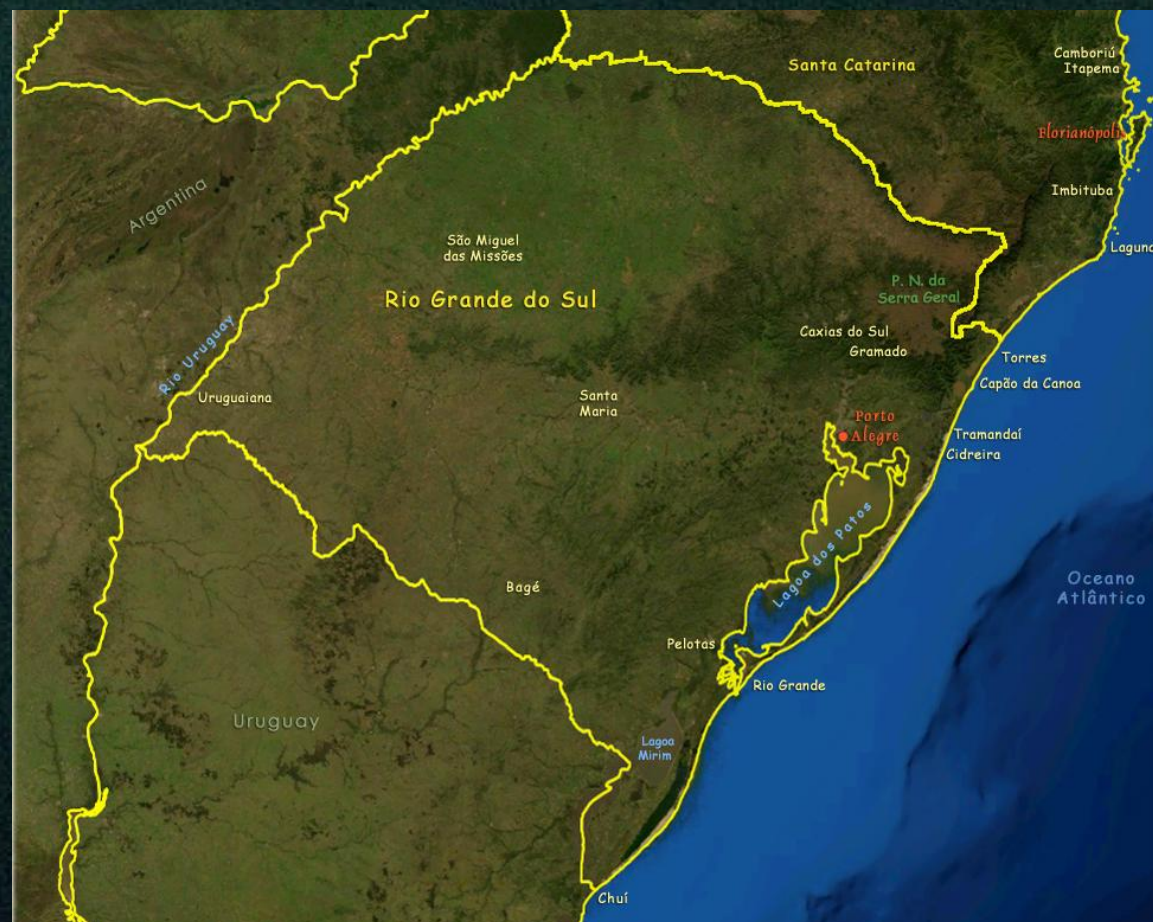 Camboriú
Itapema
Santa Catarina
Florianópolis
Argentina
Imbituba
São Miguel
das Missões
Laguna
P. N. da
Serra Geral
Rio Grande do Sul
Caxias do Sul
Gramado
Rio Uruguay
Torres
Capão da Canoa
Uruguaiana
Santa
Maria
Porto
Alegre
Tramandaí
Cidreira
Lagoa dos Patos
Oceano
Atlântico
Bagé
Pelotas
Rio Grande
Uruguay
Lagoa
Mirim
Chuí